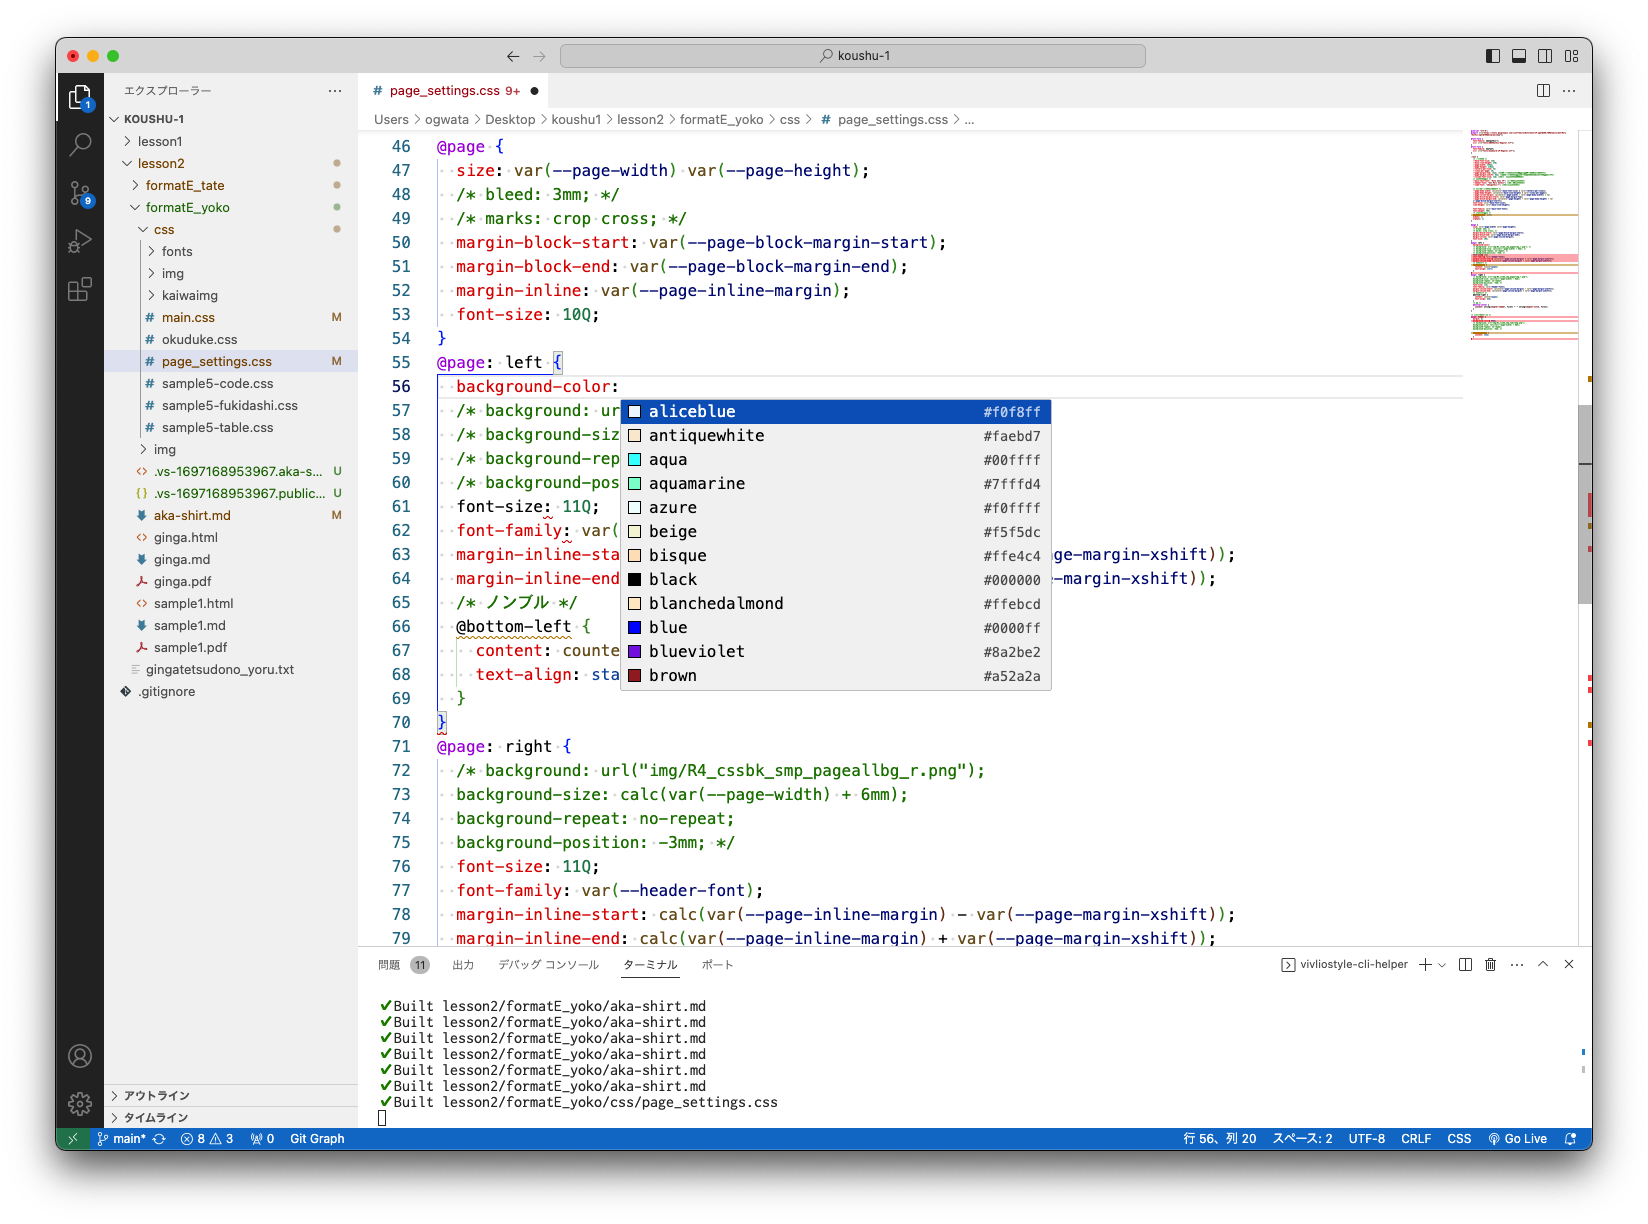 koushu-1
エクスプローラー
KOUSHU-1
lesson1
lesson2
formatE_tate
formatE_yoko
css
fonts
img
kaiwaimg
main.css M
okuduke.css
page_settings.css M
sample5-code.css
sample5-fukidashi.css
sample5-table.css
img
.vs-1697168953967.aka-s... U
.vs-1697168953967.public... U
aka-shirt.md M
ginga.html
ginga.md
ginga.pdf
sample1.html
sample1.md
sample1.pdf
gingatetsudono_yoru.txt
.gitignore
アウトライン
タイムライン
# page_settings.css 9+
Users > ogwata > Desktop > koushu1 > lesson2 > formatE_yoko > css > # page_settings.css > ...
46 @page {
47 size: var(--page-width) var(--page-height);
48 /* bleed: 3mm; */
49 /* marks: crop cross; */
50 margin-block-start: var(--page-block-margin-start);
51 margin-block-end: var(--page-block-margin-end);
52 margin-inline: var(--page-inline-margin);
53 font-size: 10Q;
54 }
55 @page: left {
56 background-color:
57 /* background: ur
58 /* background-siz
59 /* background-rep
60 /* background-pos
61 font-size: 11Q;
62 font-family: var(
63 margin-inline-sta ge-margin-xshift));
64 margin-inline-end -margin-xshift));
65 /* ノンブル */
66 @bottom-left {
67 content: counte
68 text-align: sta
69 }
70 }
71 @page: right {
72 /* background: url("img/R4_cssbk_smp_pageallbg_r.png");
73 background-size: calc(var(--page-width) + 6mm);
74 background-repeat: no-repeat;
75 background-position: -3mm; */
76 font-size: 11Q;
77 font-family: var(--header-font);
78 margin-inline-start: calc(var(--page-inline-margin) - var(--page-margin-xshift));
79 margin-inline-end: calc(var(--page-inline-margin) + var(--page-margin-xshift));
aliceblue #f0f8ff
antiquewhite #faebd7
aqua #00ffff
aquamarine #7fffd4
azure #f0ffff
beige #f5f5dc
bisque #ffe4c4
black #000000
blanchedalmond #ffebcd
blue #0000ff
blueviolet #8a2be2
brown #a52a2a
問題 11 出力 デバッグ コンソール ターミナル ポート vivliostyle-cli-helper
✔Built lesson2/formatE_yoko/aka-shirt.md
✔Built lesson2/formatE_yoko/aka-shirt.md
✔Built lesson2/formatE_yoko/aka-shirt.md
✔Built lesson2/formatE_yoko/aka-shirt.md
✔Built lesson2/formatE_yoko/aka-shirt.md
✔Built lesson2/formatE_yoko/aka-shirt.md
✔Built lesson2/formatE_yoko/css/page_settings.css
main* 8 3 0 Git Graph 行 56、列 20 スペース: 2 UTF-8 CRLF CSS Go Live